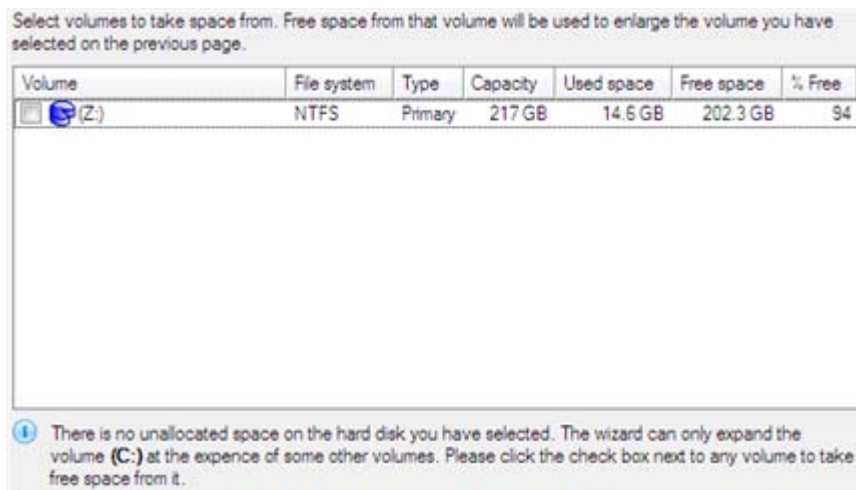 Select volumes to take space from. Free space from that volume will be used to enlarge the volume you have
selected on the previous page.
Volume File system Type Capacity Used space Free space % Free
(Z:) NTFS Primary 217 GB 14.6 GB 202.3 GB 94
There is no unallocated space on the hard disk you have selected. The wizard can only expand the
volume (C:) at the expence of some other volumes. Please click the check box next to any volume to take
free space from it.